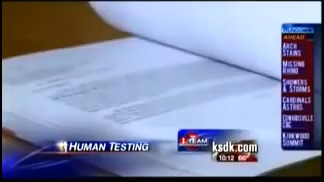 AHEAD
ARCH
STAINS
MISSING
RHINO
SHOWERS
& STORMS
CARDINALS
ASTROS
EDWARDSVILLE
CBC
KIRKWOOD
SUMMIT
HUMAN TESTING
I-TEAM
ksdk.com
10:12 66°